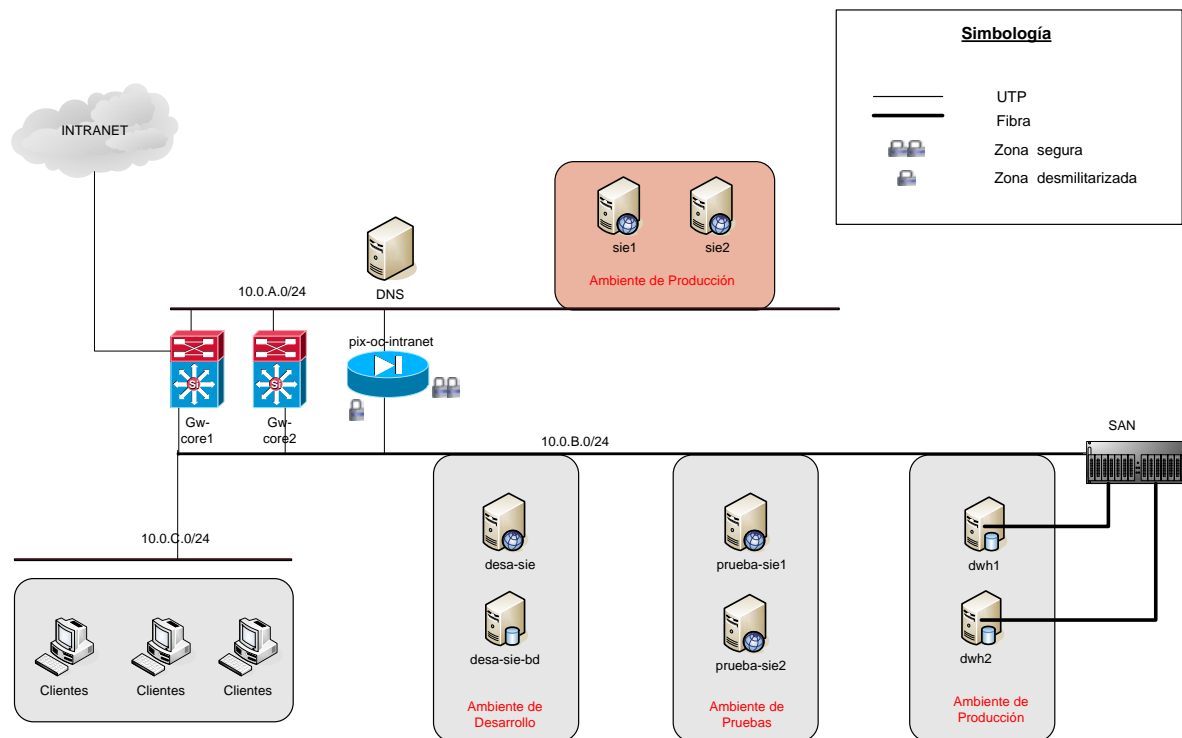 Simbología
UTP
Fibra
Zona segura
Zona desmilitarizada
INTRANET
sie1
sie2
Ambiente de Producción
DNS
10.0.A.0/24
pix-oc-intranet
Si
Si
Gw-
core1
Gw-
core2
10.0.B.0/24
SAN
10.0.C.0/24
desa-sie
prueba-sie1
dwh1
desa-sie-bd
prueba-sie2
dwh2
Clientes
Clientes
Clientes
Ambiente de
Desarrollo
Ambiente de
Pruebas
Ambiente de
Producción